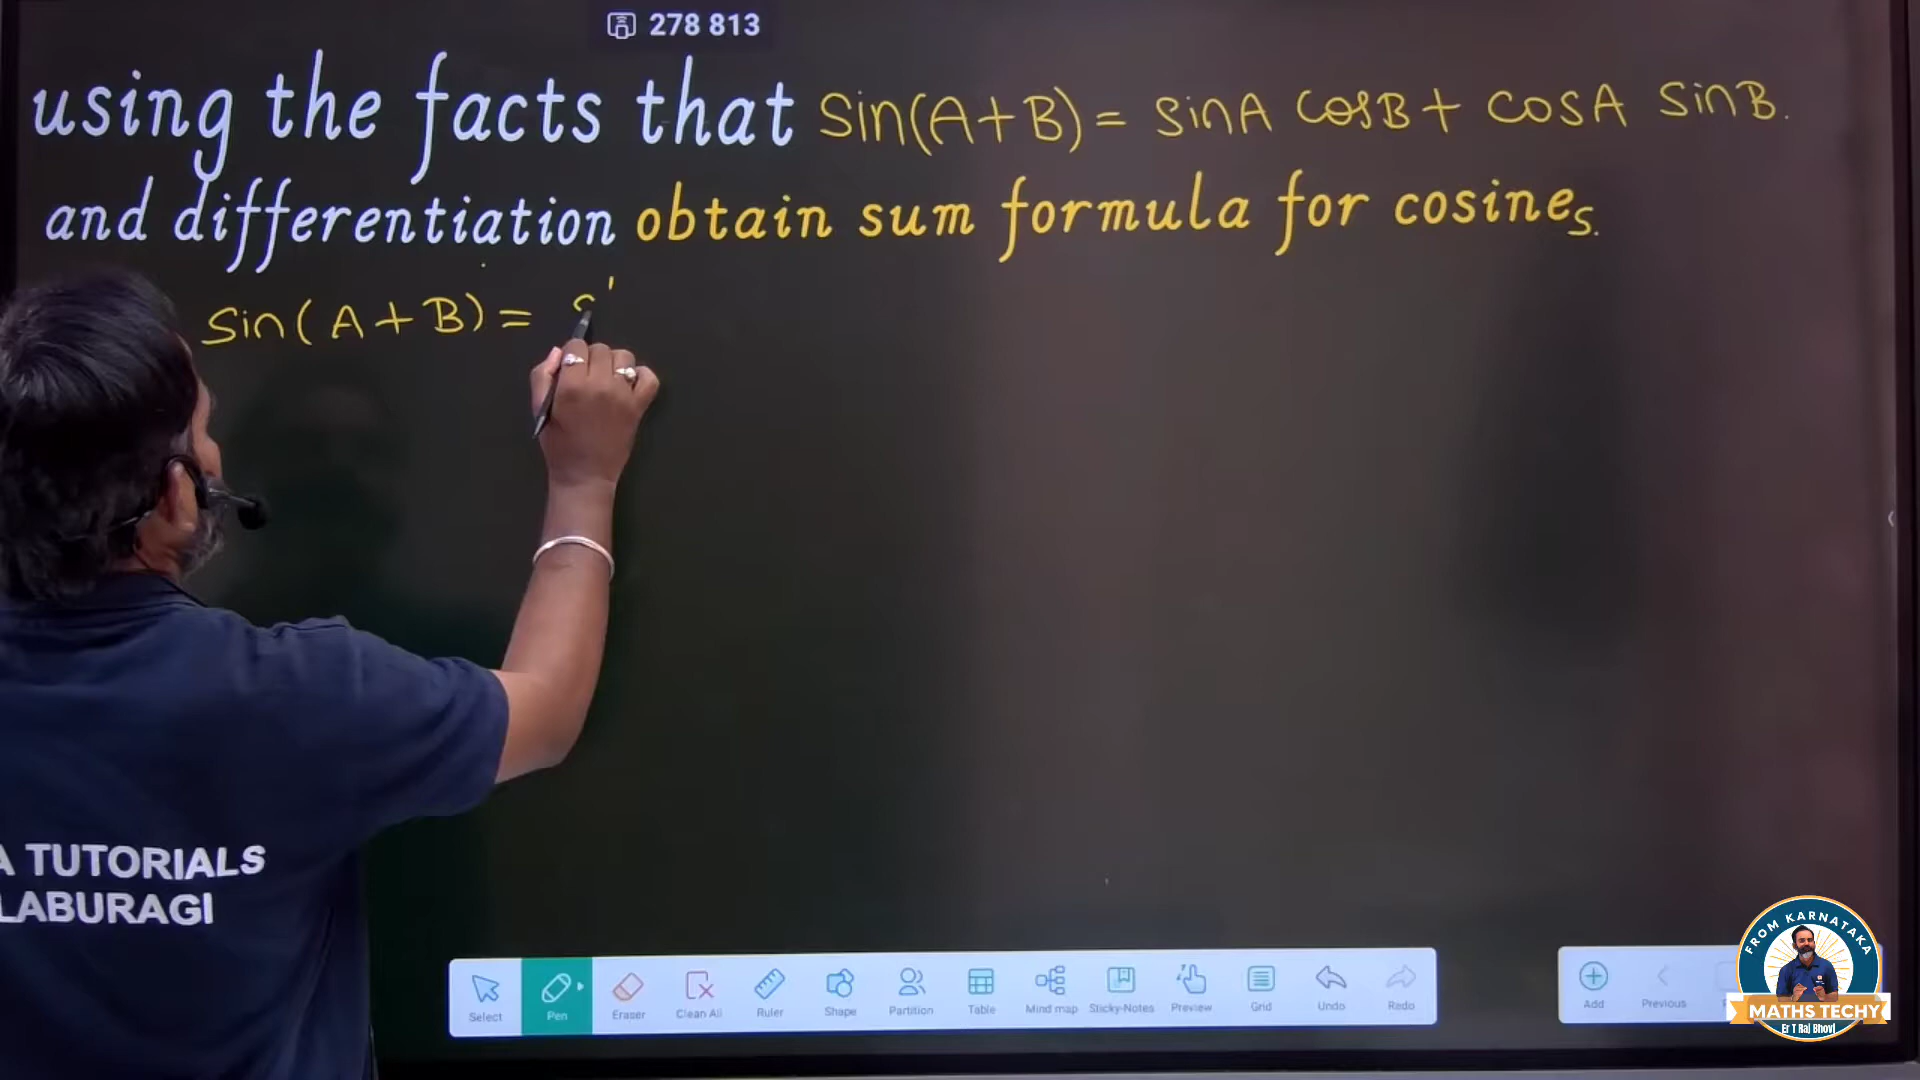 278 813
using the facts that Sin(A+B) = sinA cosB + cosA sinB.
and differentiation obtain sum formula for cosines.
Sin(A+B) = s'
A TUTORIALS
LABURAGI
Select Pen Eraser Clean All Ruler Shape Partition Table Mind map Sticky-Notes Preview Grid Undo Redo
Add Previous
FROM KARNATAKA
MATHS TECHY
Er T Raj Bhovi